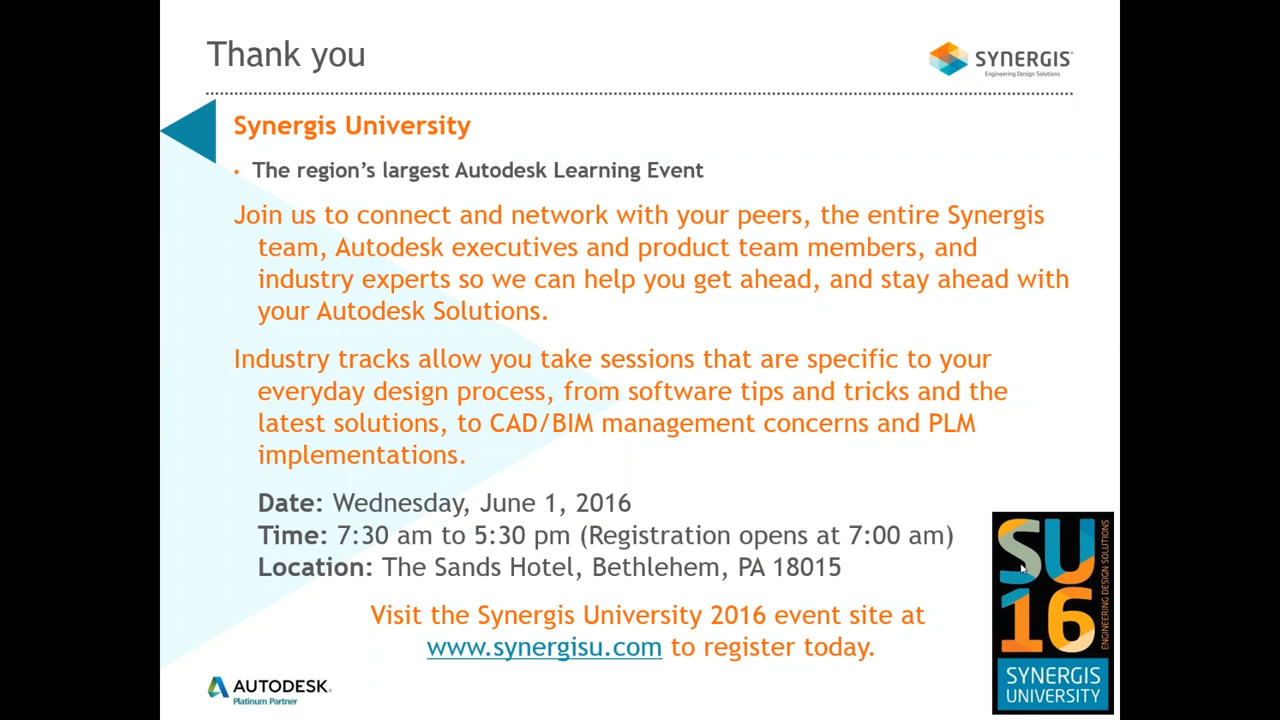 Thank you
SYNERGIS
Engineering Design Solutions
Synergis University
• The region's largest Autodesk Learning Event
Join us to connect and network with your peers, the entire Synergis
team, Autodesk executives and product team members, and
industry experts so we can help you get ahead, and stay ahead with
your Autodesk Solutions.
Industry tracks allow you take sessions that are specific to your
everyday design process, from software tips and tricks and the
latest solutions, to CAD/BIM management concerns and PLM
implementations.
Date: Wednesday, June 1, 2016
Time: 7:30 am to 5:30 pm (Registration opens at 7:00 am)
Location: The Sands Hotel, Bethlehem, PA 18015
Visit the Synergis University 2016 event site at
www.synergisu.com to register today.
AUTODESK.
Platinum Partner
SU
16
ENGINEERING DESIGN SOLUTIONS
SYNERGIS
UNIVERSITY